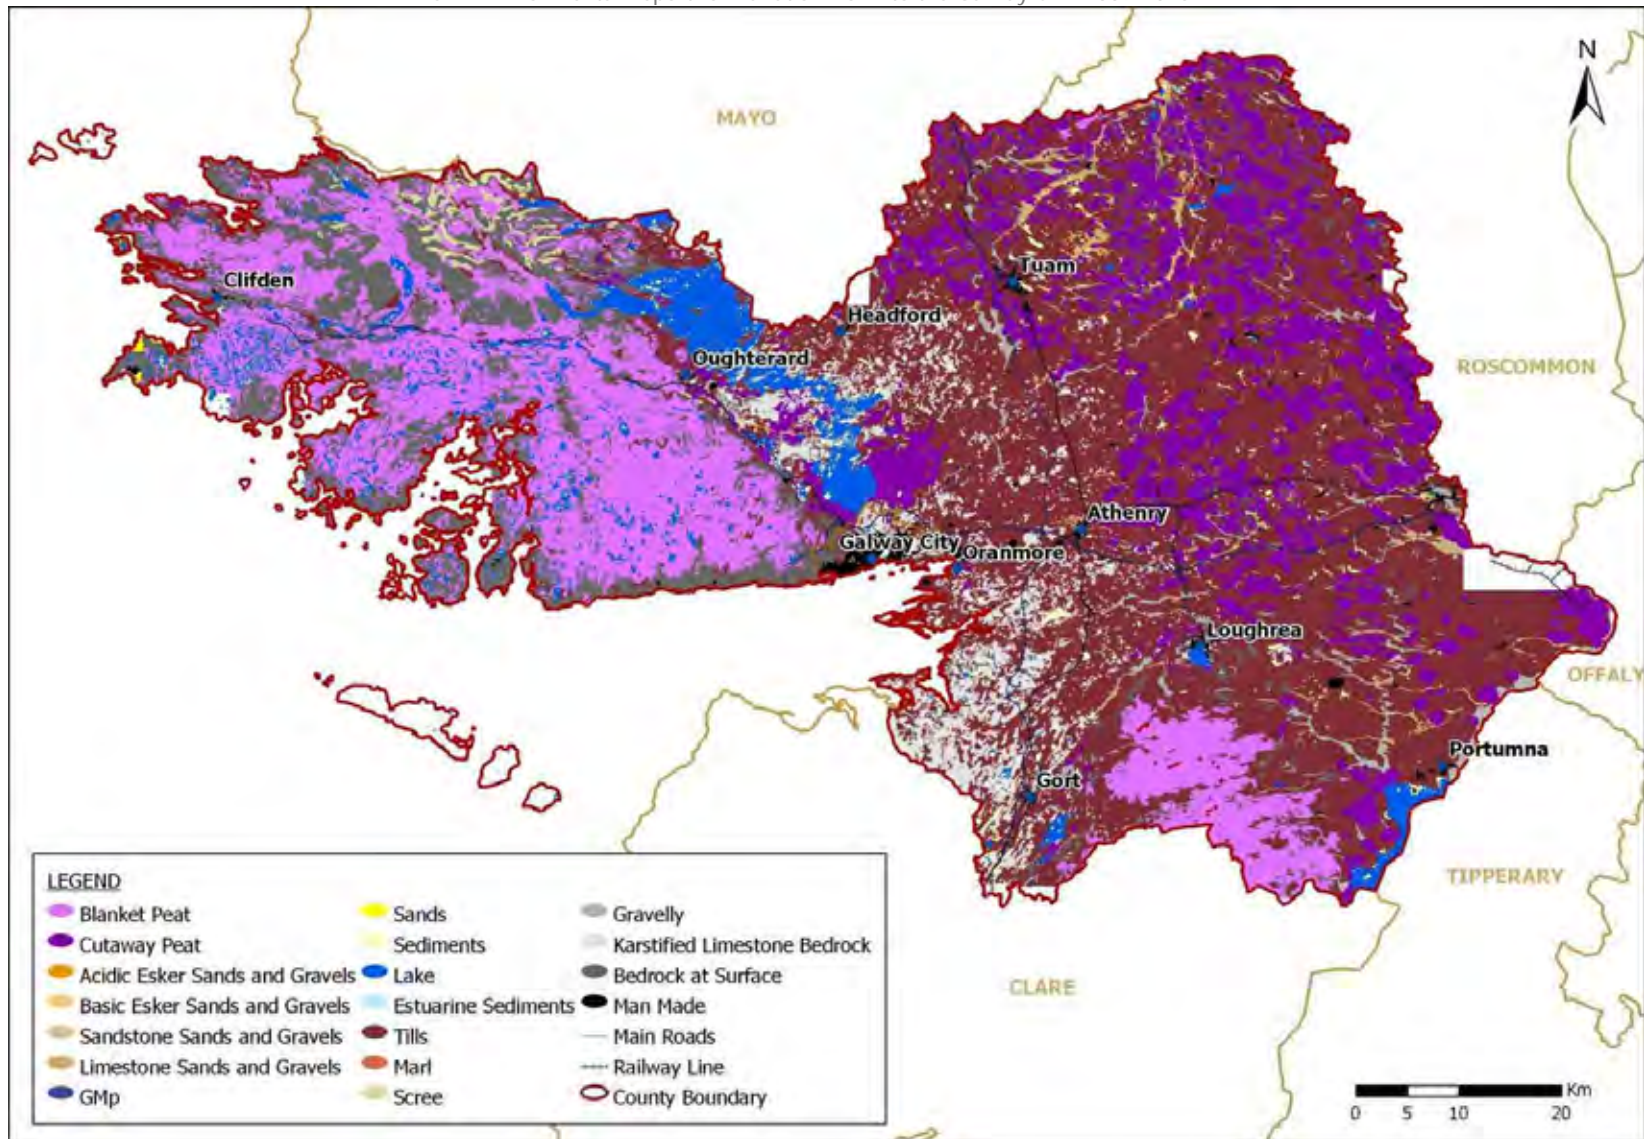 MAYO
N
Clifden
Tuam
Headford
Oughterard
ROSCOMMON
Athenry
Galway City
Oranmore
Loughrea
OFFALY
Portumna
Gort
TIPPERARY
CLARE
LEGEND
Blanket Peat
Cutaway Peat
Acidic Esker Sands and Gravels
Basic Esker Sands and Gravels
Sandstone Sands and Gravels
Limestone Sands and Gravels
GMp
Sands
Sediments
Lake
Estuarine Sediments
Tills
Marl
Scree
Gravelly
Karstified Limestone Bedrock
Bedrock at Surface
Man Made
Main Roads
Railway Line
County Boundary
Km
0 5 10 20